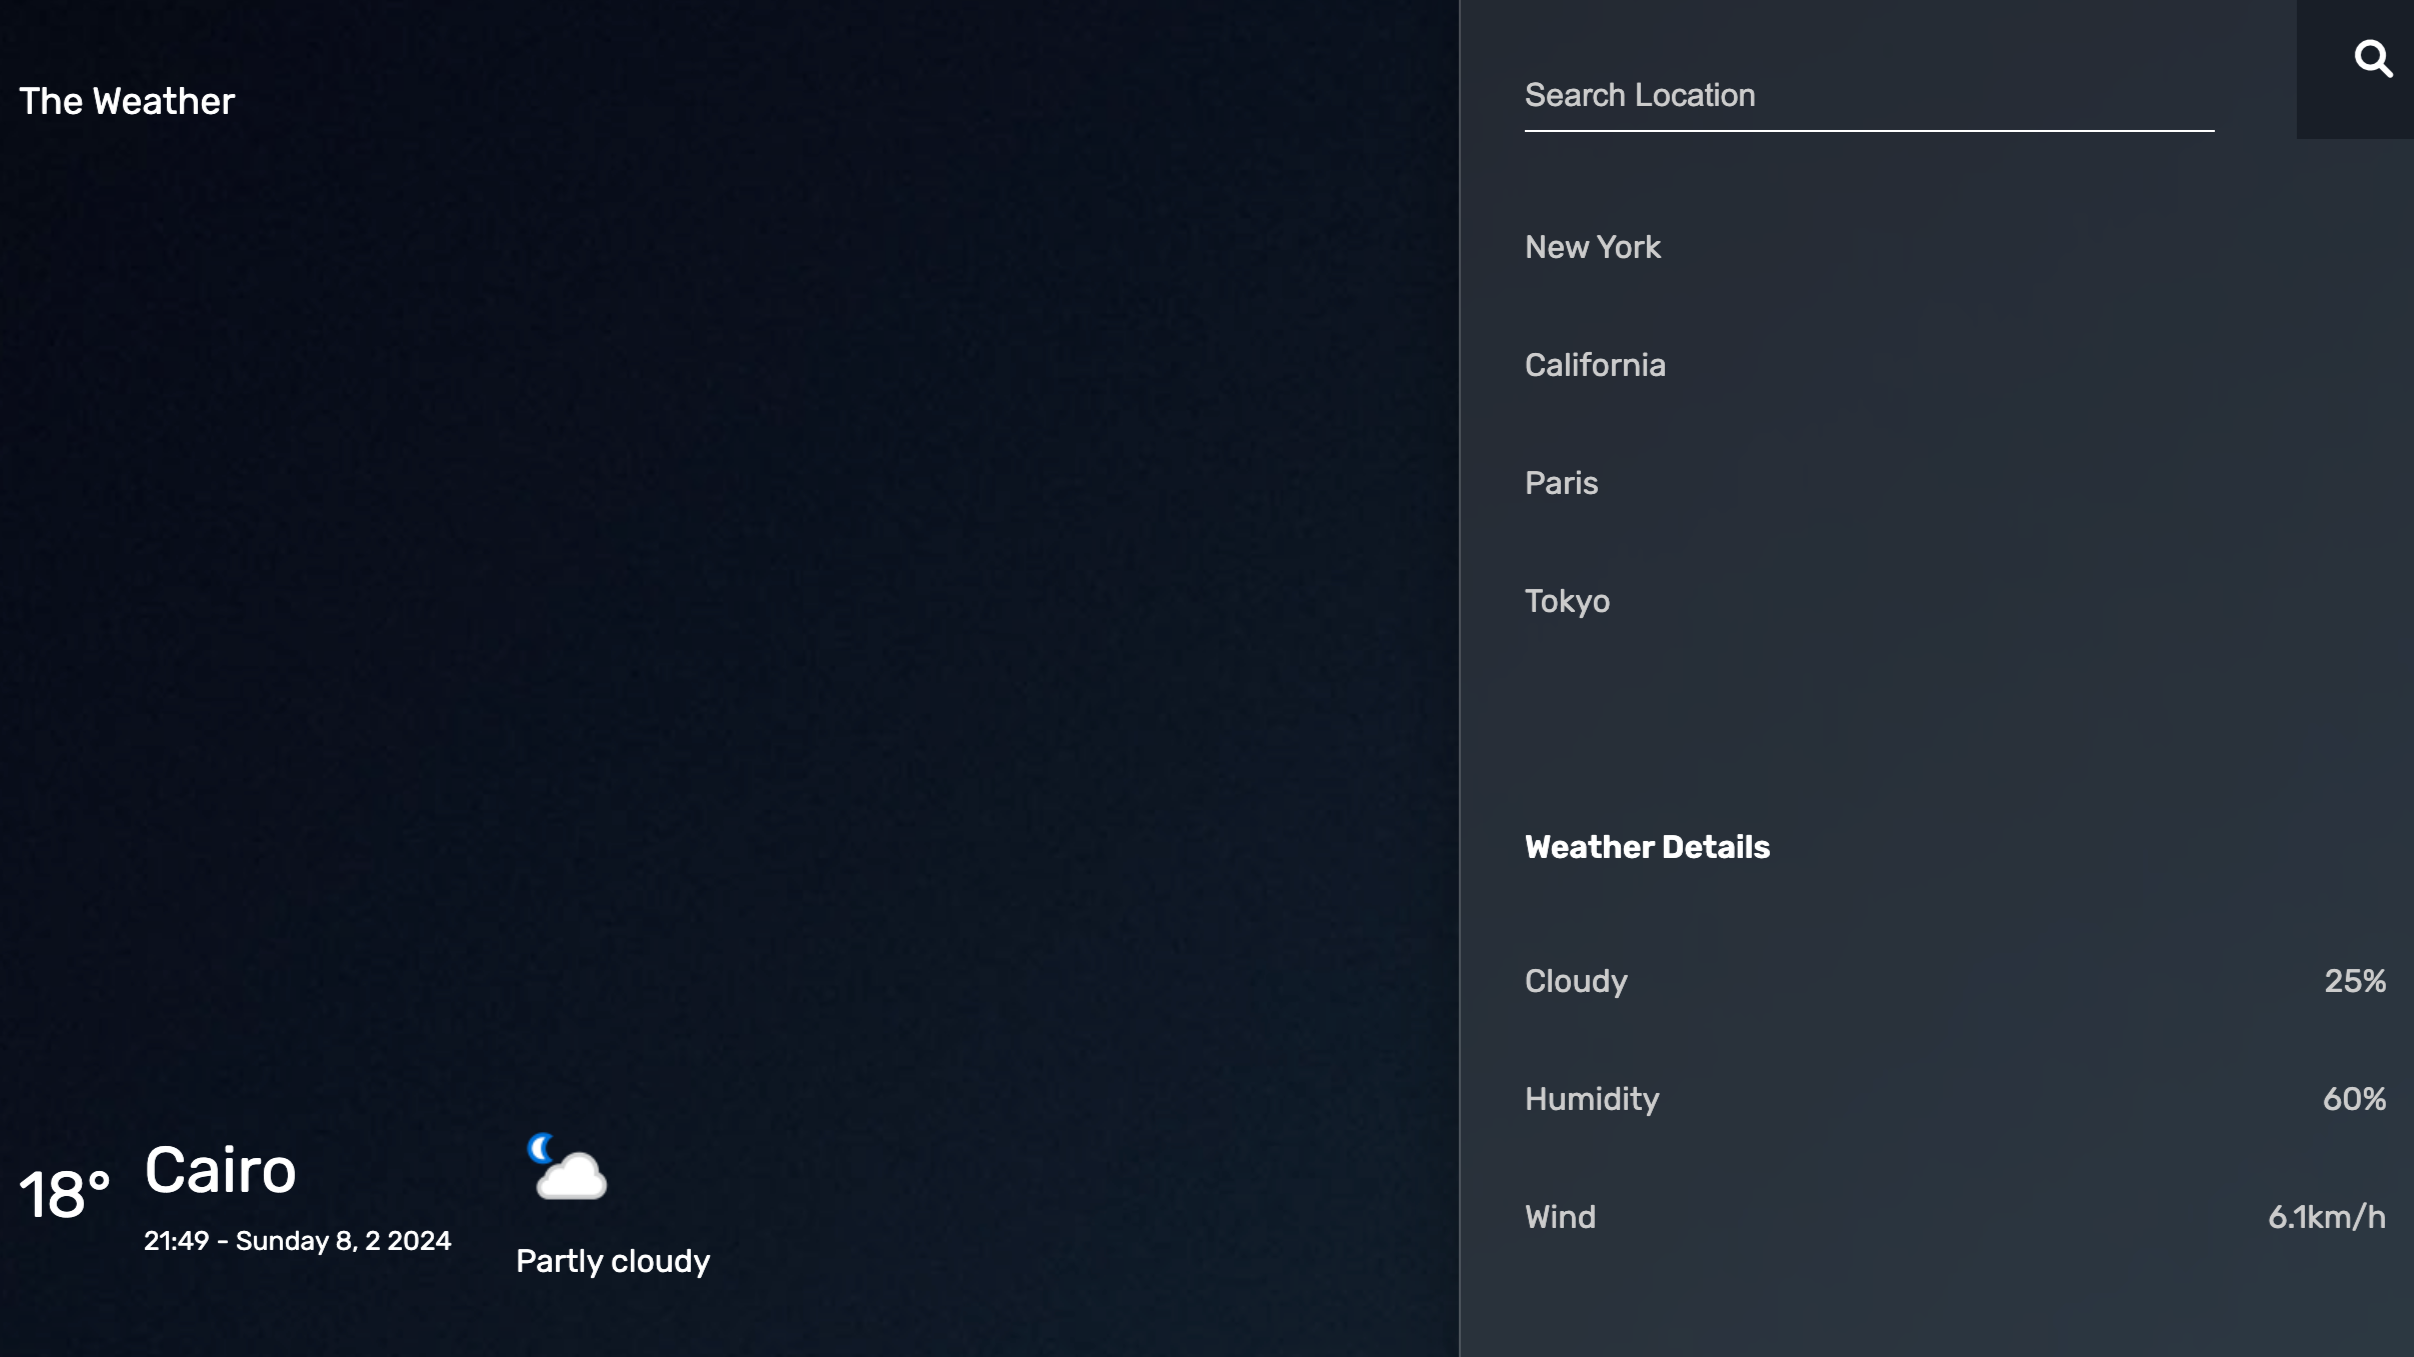 The Weather
18°
Cairo
21:49 - Sunday 8, 2 2024
Partly cloudy
Search Location
New York
California
Paris
Tokyo
Weather Details
Cloudy 25%
Humidity 60%
Wind 6.1km/h